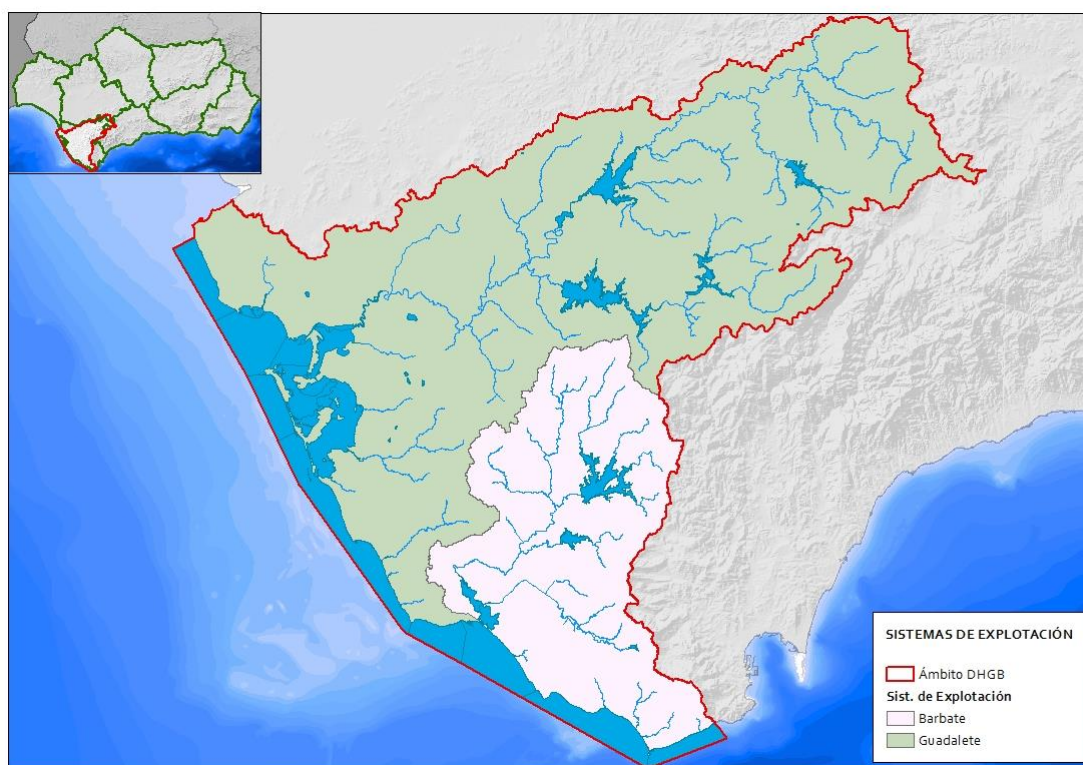 SISTEMAS DE EXPLOTACIÓN
Ámbito DHGB
Sist. de Explotación
Barbate
Guadalete